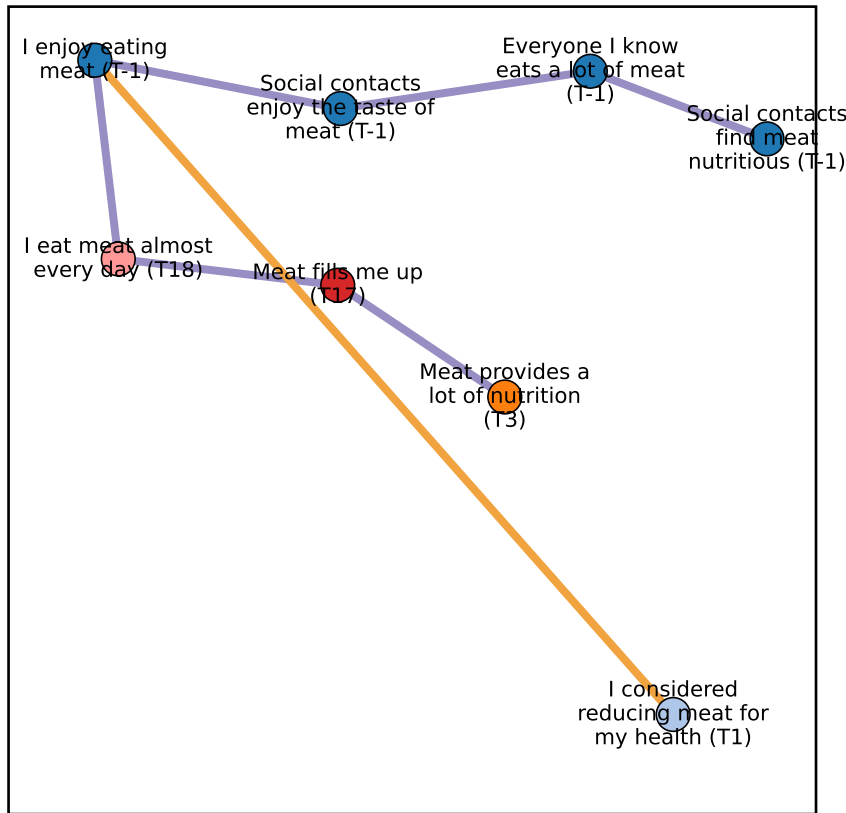 I enjoy eating
meat (T-1)
Social contacts
enjoy the taste of
meat (T-1)
Everyone I know
eats a lot of meat
(T-1)
Social contacts
find meat
nutritious (T-1)
I eat meat almost
every day (T18)
Meat fills me up
(T17)
Meat provides a
lot of nutrition
(T3)
I considered
reducing meat for
my health (T1)